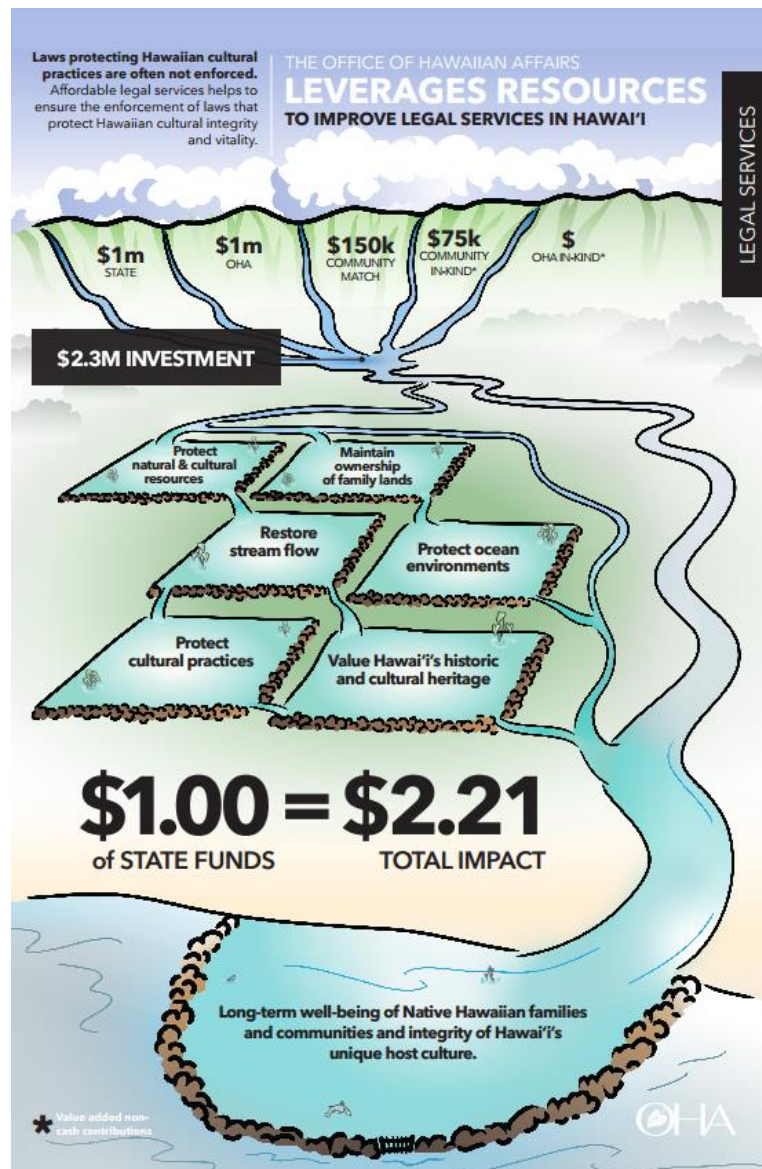 Laws protecting Hawaiian cultural
practices are often not enforced.
Affordable legal services helps to
ensure the enforcement of laws that
protect Hawaiian cultural integrity
and vitality.
THE OFFICE OF HAWAIIAN AFFAIRS
LEVERAGES RESOURCES
TO IMPROVE LEGAL SERVICES IN HAWAI‘I
LEGAL SERVICES
$1m
STATE
$1m
OHA
$150k
COMMUNITY
MATCH
$75k
COMMUNITY
IN-KIND*
$
OHA IN-KIND*
$2.3M INVESTMENT
Protect
natural & cultural
resources
Maintain
ownership
of family lands
Restore
stream flow
Protect ocean
environments
Protect
cultural practices
Value Hawai‘i’s historic
and cultural heritage
$1.00 = $2.21
of STATE FUNDS TOTAL IMPACT
Long-term well-being of Native Hawaiian families
and communities and integrity of Hawai‘i’s
unique host culture.
* Value added non-
cash contributions
OHA